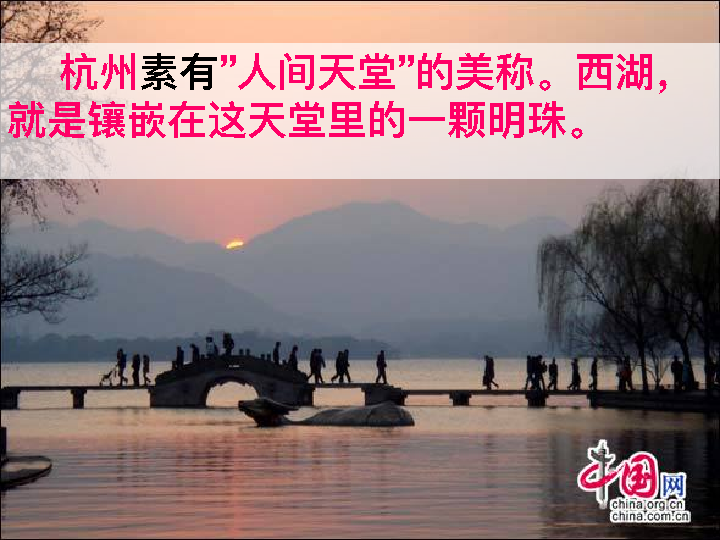 杭州素有”人间天堂”的美称。西湖，
就是镶嵌在这天堂里的一颗明珠。
中国网
china.org.cn
china.com.cn